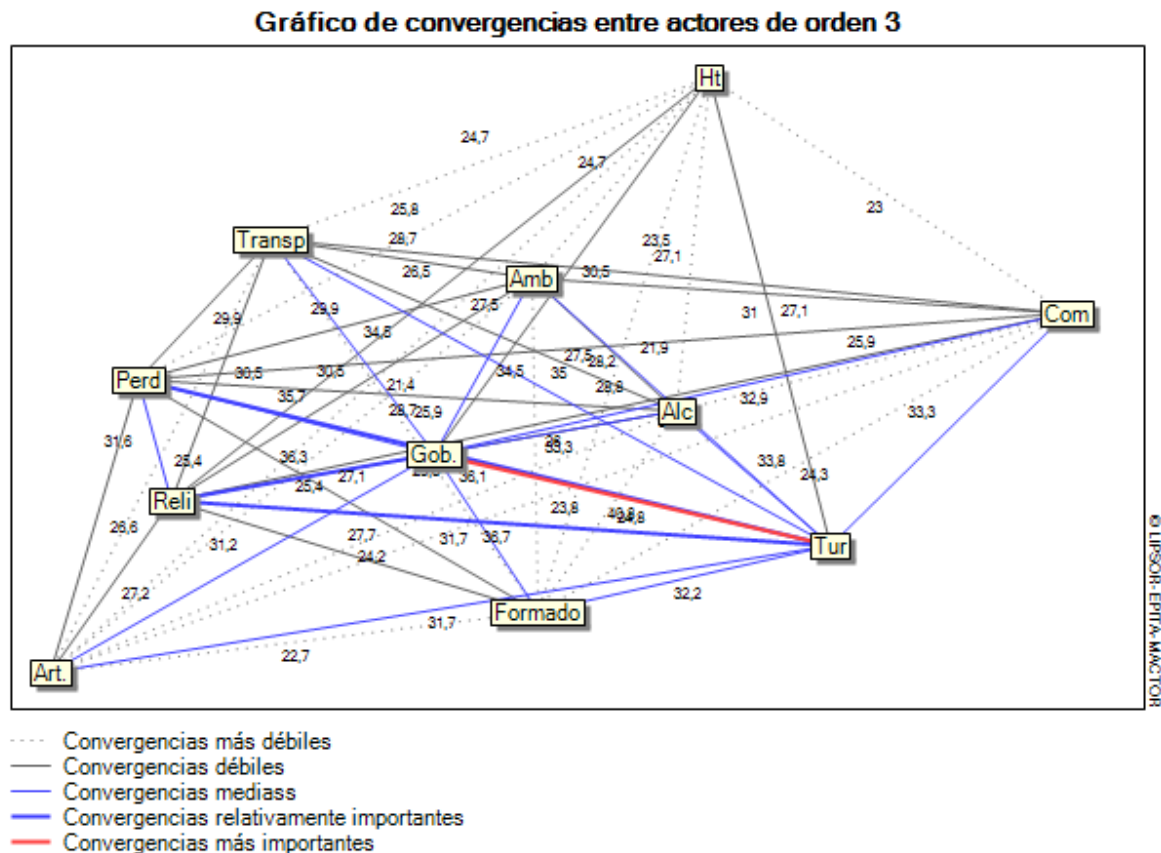 Gráfico de convergencias entre actores de orden 3
Ht
24,7
24,7
25,8
23
Transp
28,7
23,5
26,5
Amb
30,5
27,1
27,5
29,9
29,9
34,8
31
27,1
Com
21,9
25,9
27,5
28,2
Perd
30,5
30,5
34,5
35
28,8
35,7
21,4
32,9
28,7
25,9
Alc
33,3
31,6
33,3
Gob.
25,4
36,3
33,8
27,1
36,1
24,3
25,4
Reli
23,8
24,8
26,6
31,2
27,7
31,7
36,7
Tur
24,2
27,2
Formado
32,2
31,7
22,7
Art.
© LIPSOR-EPITA-MACTOR
Convergencias más débiles
Convergencias débiles
Convergencias mediass
Convergencias relativamente importantes
Convergencias más importantes